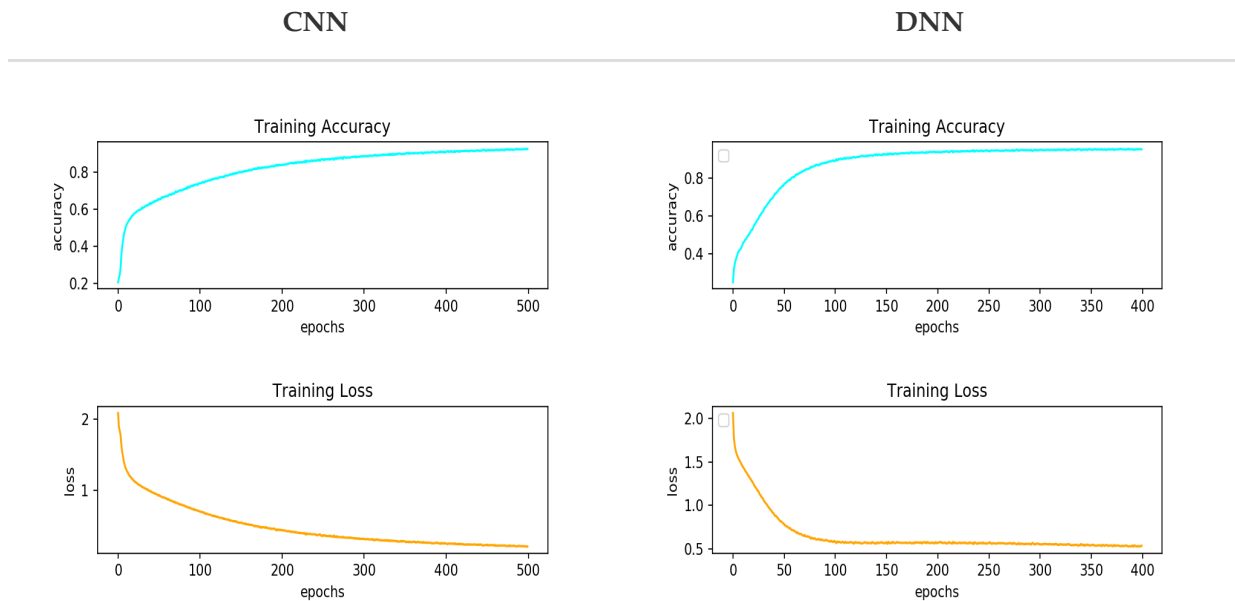 CNN DNN
Training Accuracy
accuracy
0.8
0.6
0.4
0.2
0 100 200 300 400 500
epochs
Training Accuracy
accuracy
0.8
0.6
0.4
0 50 100 150 200 250 300 350 400
epochs
Training Loss
loss
2
1
0 100 200 300 400 500
epochs
Training Loss
loss
2.0
1.5
1.0
0.5
0 50 100 150 200 250 300 350 400
epochs